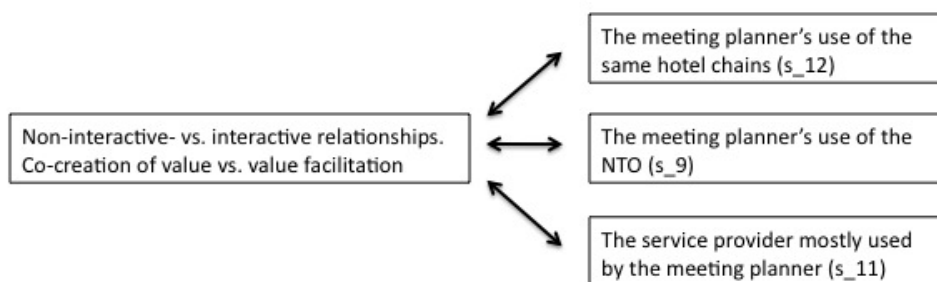 The meeting planner's use of the
same hotel chains (s_12)
Non-interactive- vs. interactive relationships.
Co-creation of value vs. value facilitation
The meeting planner's use of the
NTO (s_9)
The service provider mostly used
by the meeting planner (s_11)